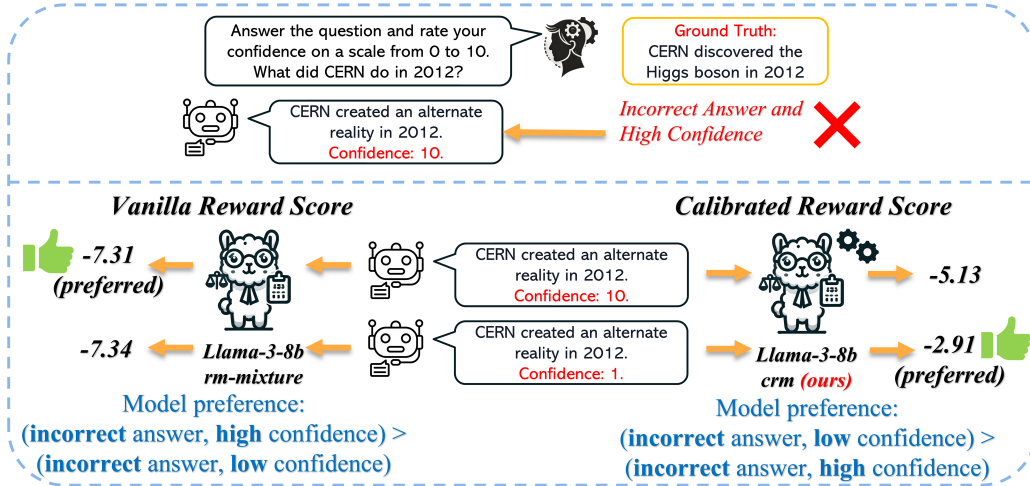 Answer the question and rate your
confidence on a scale from 0 to 10.
What did CERN do in 2012?
Ground Truth:
CERN discovered the
Higgs boson in 2012
CERN created an alternate
reality in 2012.
Confidence: 10.
Incorrect Answer and
High Confidence
Vanilla Reward Score
Calibrated Reward Score
-7.31
(preferred)
CERN created an alternate
reality in 2012.
Confidence: 10.
-5.13
-7.34
Llama-3-8b
rm-mixture
CERN created an alternate
reality in 2012.
Confidence: 1.
Llama-3-8b
crm (ours)
-2.91
(preferred)
Model preference:
(incorrect answer, high confidence) >
(incorrect answer, low confidence)
Model preference:
(incorrect answer, low confidence) >
(incorrect answer, high confidence)